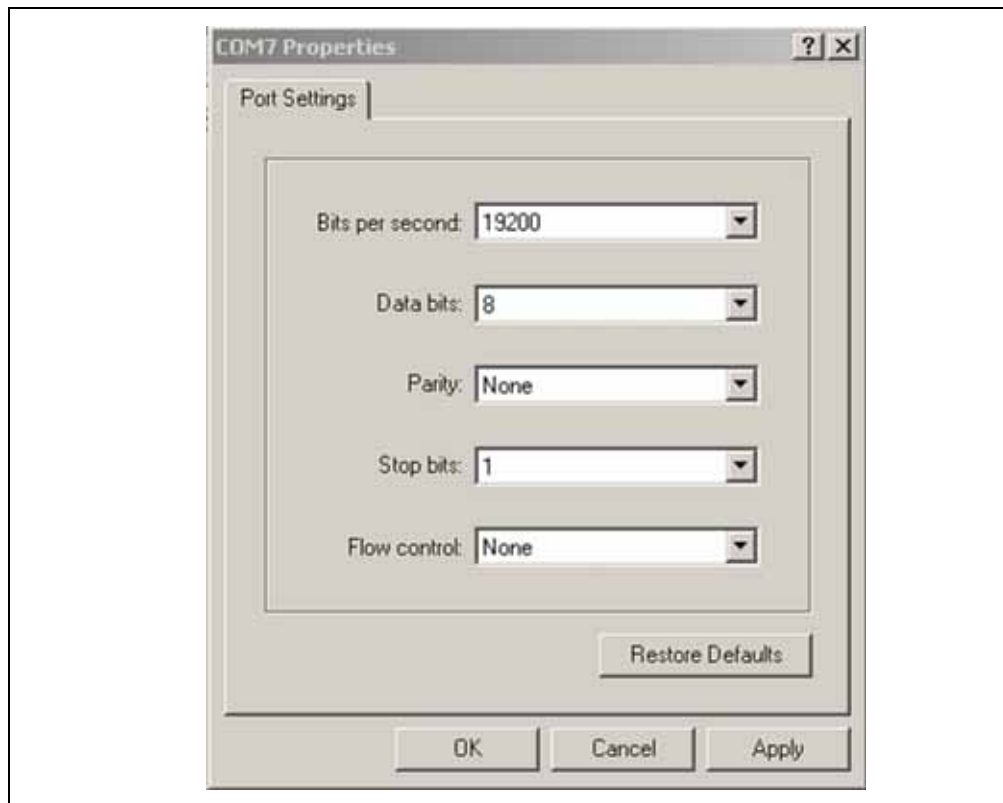 COM7 Properties
Port Settings
Bits per second: 19200
Data bits: 8
Parity: None
Stop bits: 1
Flow control: None
Restore Defaults
OK Cancel Apply